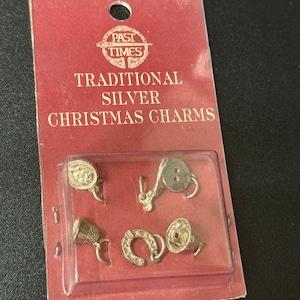 PAST
TIMES
TRADITIONAL
SILVER
CHRISTMAS CHARMS